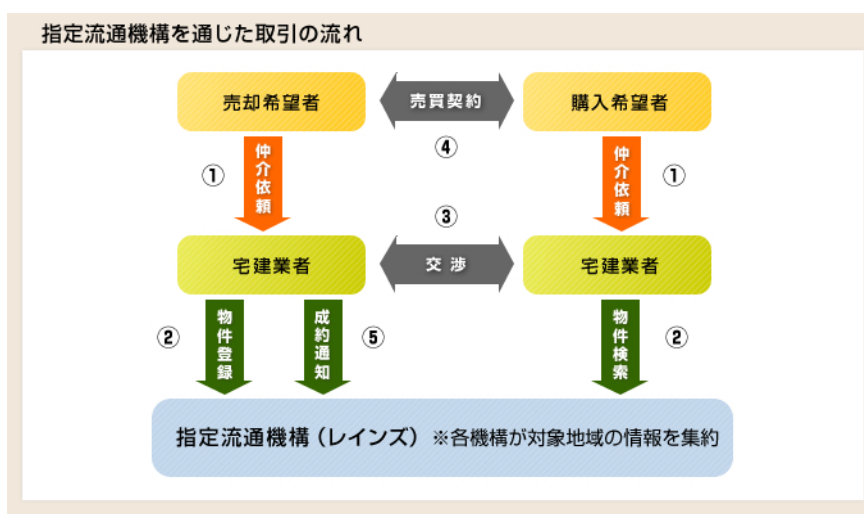 指定流通機構を通じた取引の流れ
売却希望者
売買契約
購入希望者
④
①
仲介依頼
仲介依頼
①
③
宅建業者
交渉
宅建業者
②
物件登録
成約通知
⑤
物件検索
②
指定流通機構（レインズ） ※各機構が対象地域の情報を集約